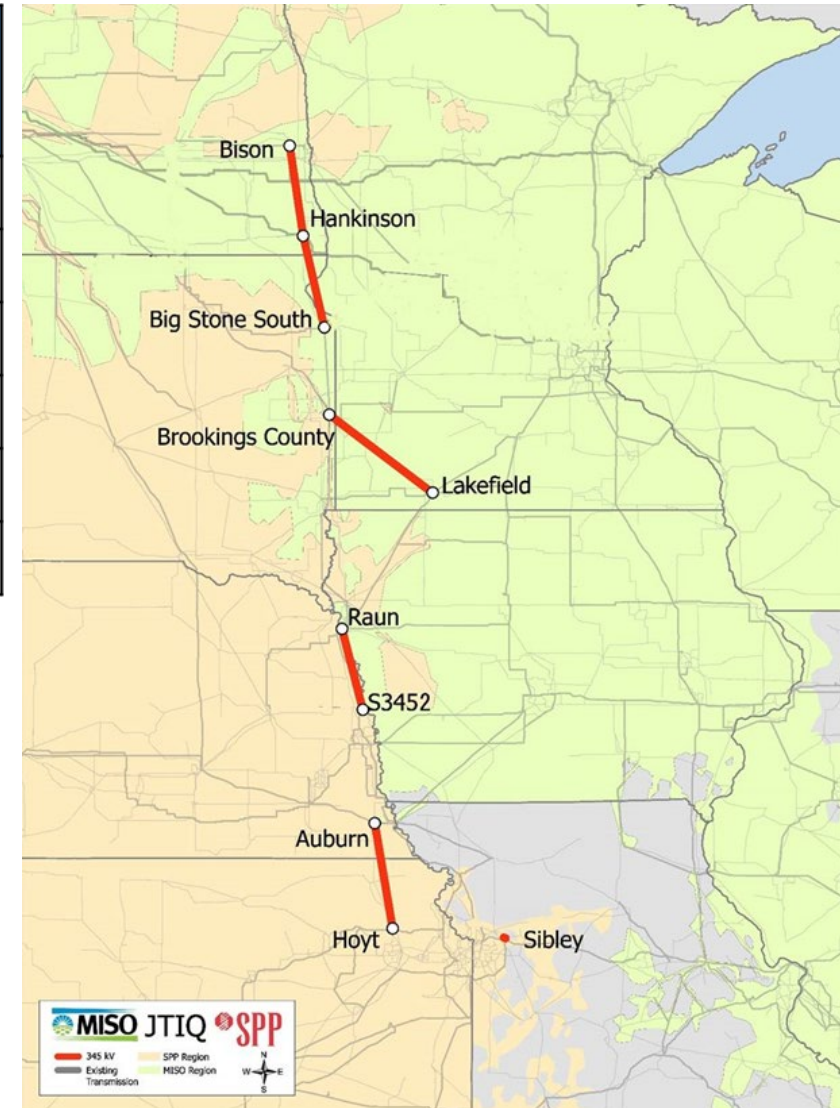 Bison
Hankinson
Big Stone South
Brookings County
Lakefield
Raun
S3452
Auburn
Hoyt
Sibley
MISO JTIQ SPP
345 kV
SPP Region
Existing
Transmission
MISO Region
N
W E
S